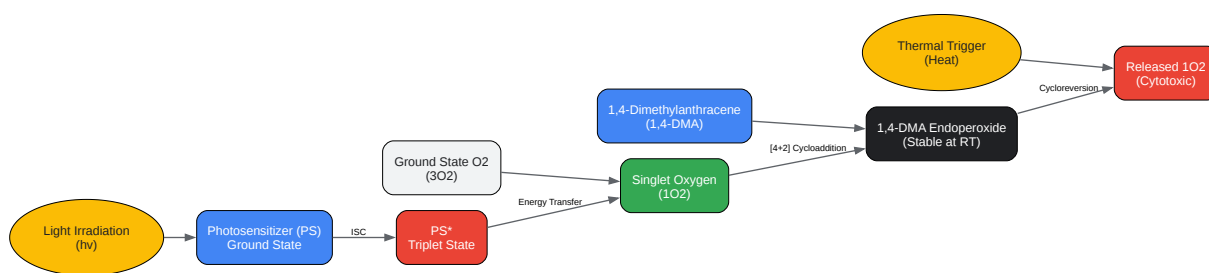 Light Irradiation
(hv)
Photosensitizer (PS)
Ground State
ISC
PS*
Triplet State
Ground State O2
(3O2)
Energy Transfer
Singlet Oxygen
(1O2)
1,4-Dimethylanthracene
(1,4-DMA)
[4+2] Cycloaddition
1,4-DMA Endoperoxide
(Stable at RT)
Thermal Trigger
(Heat)
Cycloreversion
Released 1O2
(Cytotoxic)